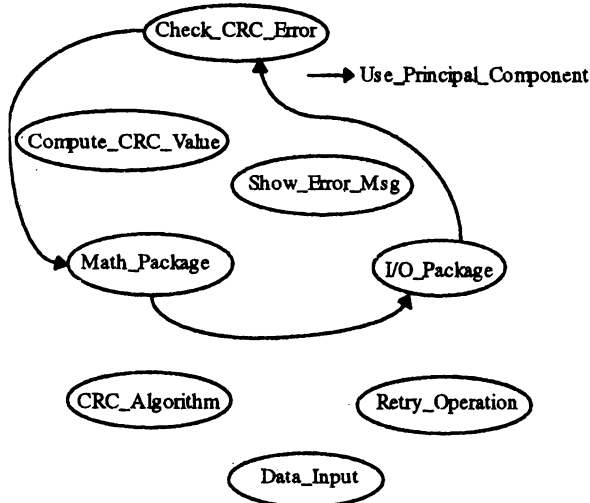 Check_CRC_Error
Use_Principal_Component
Compute_CRC_Value
Show_Error_Msg
Math_Package
I/O_Package
CRC_Algorithm
Retry_Operation
Data_Input